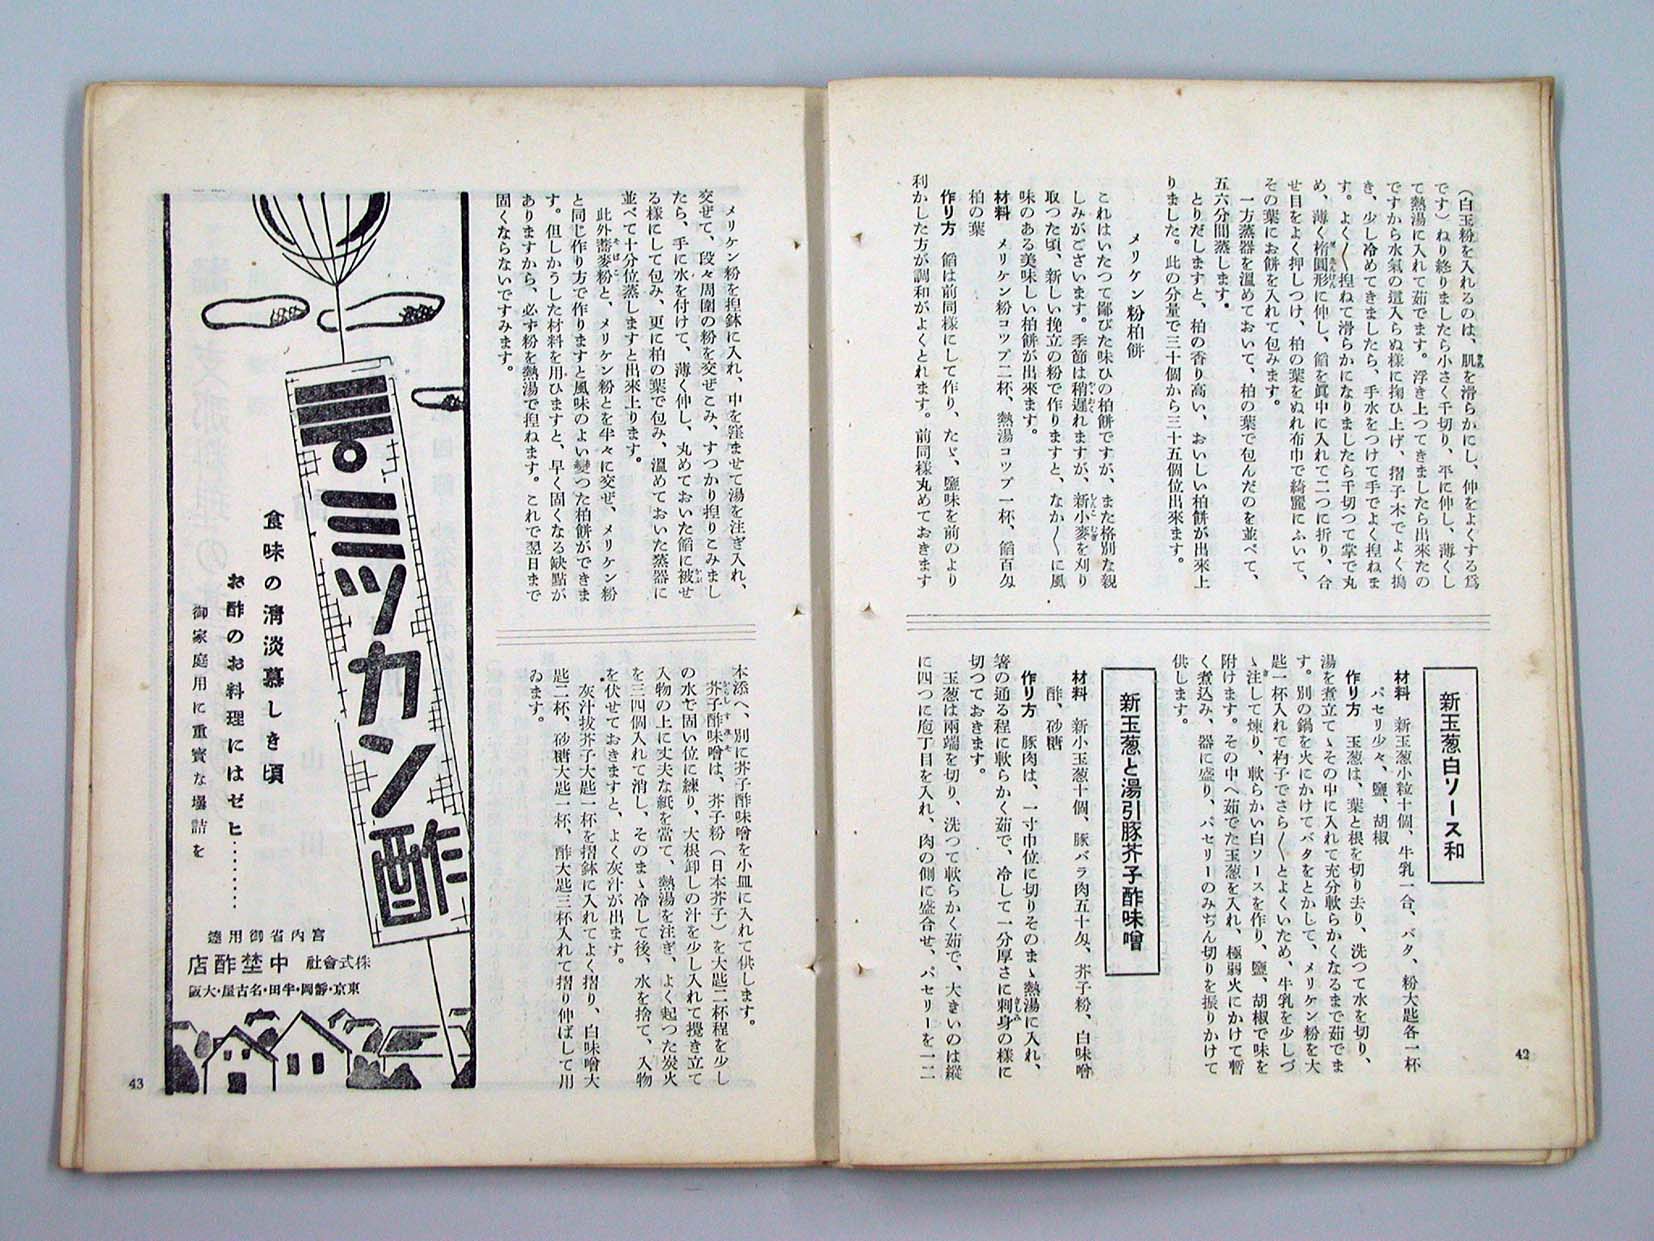 (白玉粉を入れるのは、肌を滑らかにし、伸をよくする爲
です)ねり終りましたら小さく千切り、平に伸し、薄くし
て熱湯に入れて茹でます。浮き上つてきましたら出來たの
ですから水氣の這入らぬ樣に掬ひ上げ、摺子木でよく搗
き、少し冷めてきましたら、手水をつけて手でよく揑ねま
す。よく〱揑ねて滑らかになりましたら千切つて掌で丸
め、薄く楕圓形に伸し、餡を眞中に入れて二つに折り、合
せ目をよく押しつけ、柏の葉をぬれ布巾で綺麗にふいて、
その葉にお餠を入れて包みます。
一方蒸器を溫めておいて、柏の葉で包んだのを並べて、
五六分間蒸します。
とりだしますと、柏の香り高い、おいしい柏餠が出來上
りました。此の分量で三十個から三十五個位出來ます。
メリケン粉柏餠
これはいたつて鄙びた味ひの柏餠ですが、また格別な親
しみがございます。季節は稍遲れますが、新小麥を刈り
取つた頃、新しい挽立の粉で作りますと、なか〱に風
味のある美味しい柏餠が出來ます。
材料 メリケン粉コツプ二杯、熱湯コツプ一杯、餡百匁
柏の葉
作り方 餡は前同樣にして作り、たゞ、鹽味を前のより
利かした方が調和がよくとれます。前同樣丸めておきます
新玉葱白ソース和
材料 新玉葱小粒十個、牛乳一合、バタ、粉大匙各一杯
パセリ少々、鹽、胡椒
作り方 玉葱は、葉と根を切り去り、洗つて水を切り、
湯を煮立てゝその中に入れて充分軟らかくなるまで茹でま
す。別の鍋を火にかけてバタをとかして、メリケン粉を大
匙一杯入れて杓子でさら〱とよくいため、牛乳を少しづ
ゝ注して煉り、軟らかい白ソースを作り、鹽、胡椒で味を
附けます。その中へ茹でた玉葱を入れ、極弱火にかけて暫
く煮込み、器に盛り、パセリーのみぢん切りを振りかけて
供します。
新玉葱と湯引豚芥子酢味噌
材料 新小玉葱十個、豚バラ肉五十匁、芥子粉、白味噌
酢、砂糖
作り方 豚肉は、一寸巾位に切りそのまゝ熱湯に入れ、
箸の通る程に軟らかく茹で、冷して一分厚さに刺身の樣に
切つておきます。
玉葱は兩端を切り、洗つて軟らかく茹で、大きいのは縱
に四つに庖丁目を入れ、肉の側に盛合せ、パセリーを一二
42
メリケン粉を揑鉢に入れ、中を窪ませて湯を注ぎ入れ、
交ぜて、段々周圍の粉を交ぜこみ、すつかり揑りこみまし
たら、手に水を付けて、薄く伸し、丸めておいた餡に被せ
る樣にして包み、更に柏の葉で包み、溫めておいた蒸器に
並べて十分位蒸しますと出來上ります。
此外蕎麥粉と、メリケン粉とを半々に交ぜ、メリケン粉
と同じ作り方で作りますと風味のよい變つた柏餠ができま
す。但しかうした材料を用ひますと、早く固くなる缺點が
ありますから、必ず粉を熱湯で揑ねます。これで翌日まで
固くならないですみます。
本添へ、別に芥子酢味噌を小皿に入れて供します。
芥子酢味噌は、芥子粉(日本芥子)を大匙二杯程を少し
の水で固い位に練り、大根卸しの汁を少し入れて攪き立て
入物の上に丈夫な紙を當て、熱湯を注ぎ、よく起つた炭火
を三四個入れて消し、そのまゝ冷して後、水を捨て、入物
を伏せておきますと、よく灰汁が出ます。
灰汁拔芥子大匙一杯を摺鉢に入れてよく摺り、白味噌大
匙二杯、砂糖大匙一杯、酢大匙三杯入れて摺り伸ばして用
ゐます。
ミツカン酢
食味の淸淡慕しき頃
お酢のお料理にはゼヒ‥‥‥‥
御家庭用に重寶な壜詰を
宮内省御用達
株式會社 中埜酢店
東京・靜岡・半田・名古屋・大阪
43